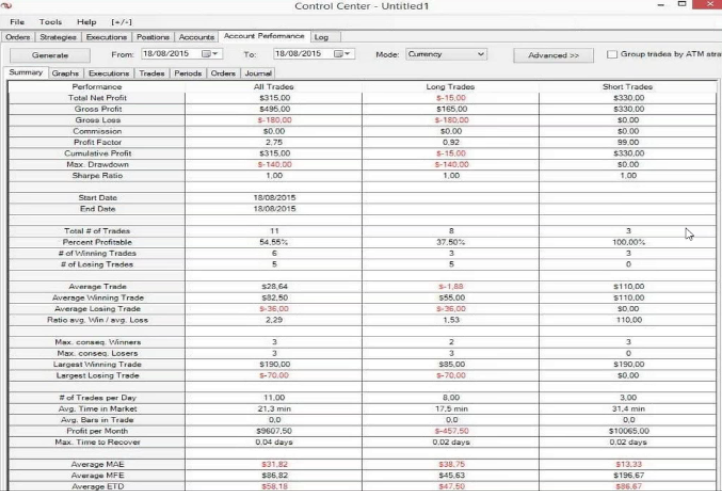 Control Center - Untitled1
File Tools Help [+/-]
Orders Strategies Executions Positions Accounts Account Performance Log
Generate From: 18/08/2015 To: 18/08/2015 Mode: Currency Advanced >> Group trades by ATM stra
Summary Graphs Executions Trades Periods Orders Journal
Performance All Trades Long Trades Short Trades
Total Net Profit $315,00 $-15,00 $330,00
Gross Profit $495,00 $165,00 $330,00
Gross Loss $-180,00 $-180,00 $0,00
Commission $0,00 $0,00 $0,00
Profit Factor 2,75 0,92 99,00
Cumulative Profit $315,00 $-15,00 $330,00
Max. Drawdown $-140,00 $-140,00 $0,00
Sharpe Ratio 1,00 1,00 1,00
Start Date 18/08/2015
End Date 18/08/2015
Total # of Trades 11 8 3
Percent Profitable 54,55% 37,50% 100,00%
# of Winning Trades 6 3 3
# of Losing Trades 5 5 0
Average Trade $28,64 $-1,88 $110,00
Average Winning Trade $82,50 $55,00 $110,00
Average Losing Trade $-36,00 $-36,00 $0,00
Ratio avg. Win / avg. Loss 2,29 1,53 110,00
Max. conseq. Winners 3 2 3
Max. conseq. Losers 3 3 0
Largest Winning Trade $190,00 $85,00 $190,00
Largest Losing Trade $-70,00 $-70,00 $0,00
# of Trades per Day 11,00 8,00 3,00
Avg. Time in Market 21,3 min 17,5 min 31,4 min
Avg. Bars in Trade 0,0 0,0 0,0
Profit per Month $9607,50 $-457,50 $10065,00
Max. Time to Recover 0,04 days 0,02 days 0,02 days
Average MAE $31,82 $38,75 $13,33
Average MFE $86,82 $45,63 $196,67
Average ETD $58,18 $47,50 $86,67